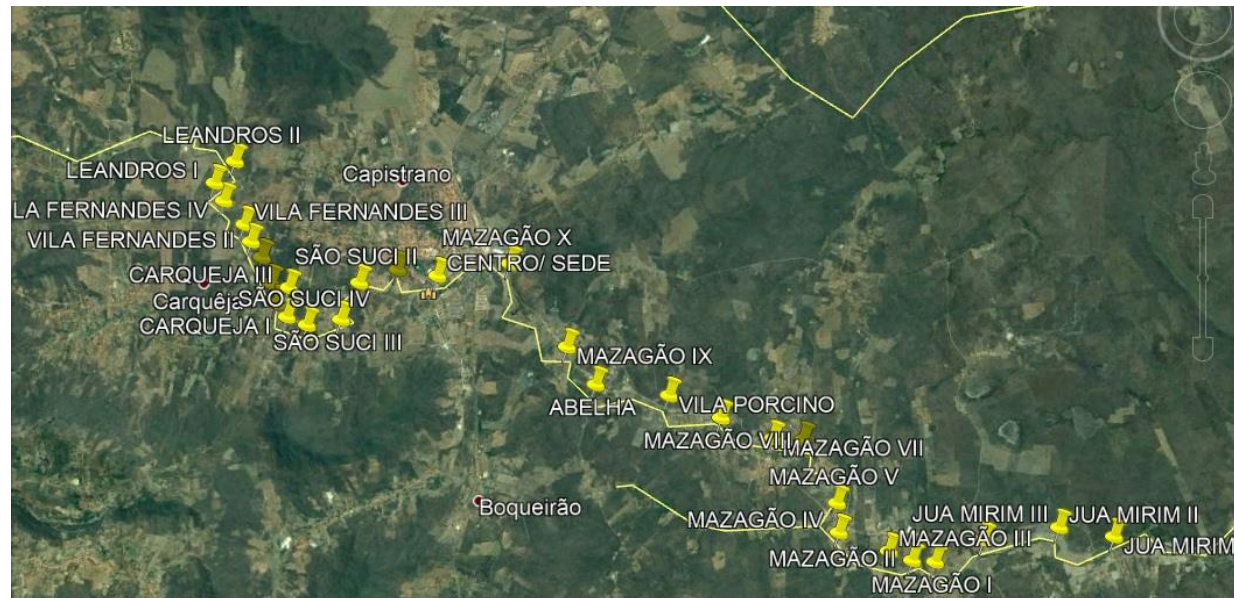 LEANDROS II
LEANDROS I
Capistrano
LA FERNANDES IV
VILA FERNANDES III
VILA FERNANDES II
MAZAGÃO X
SÃO SUCI II
CENTRO/ SEDE
CARQUEJA III
Carquêja
SÃO SUCI IV
CARQUEJA I
SÃO SUCI III
MAZAGÃO IX
ABELHA
VILA PORCINO
MAZAGÃO VIII
MAZAGÃO VII
MAZAGÃO V
Boqueirão
MAZAGÃO IV
JUA MIRIM III
JUA MIRIM II
MAZAGÃO III
JUA MIRIM
MAZAGÃO II
MAZAGÃO I